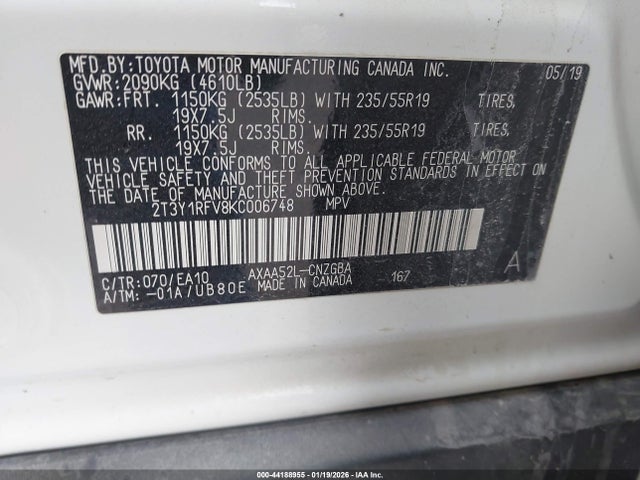 MFD.BY:TOYOTA MOTOR MANUFACTURING CANADA INC. 05/19
GVWR:2090KG (4610LB)
GAWR:FRT. 1150KG (2535LB) WITH 235/55R19 TIRES,
19X7.5J RIMS.
RR. 1150KG (2535LB) WITH 235/55R19 TIRES,
19X7.5J RIMS.
THIS VEHICLE CONFORMS TO ALL APPLICABLE FEDERAL MOTOR
VEHICLE SAFETY AND THEFT PREVENTION STANDARDS IN EFFECT ON
THE DATE OF MANUFACTURE SHOWN ABOVE.
2T3Y1RFV8KC006748 MPV
C/TR:070/EA10 AXAA52L-CNZGBA 167 A
A/TM:-01A/UB80E MADE IN CANADA
000-44188955 - 01/19/2026 - IAA Inc.